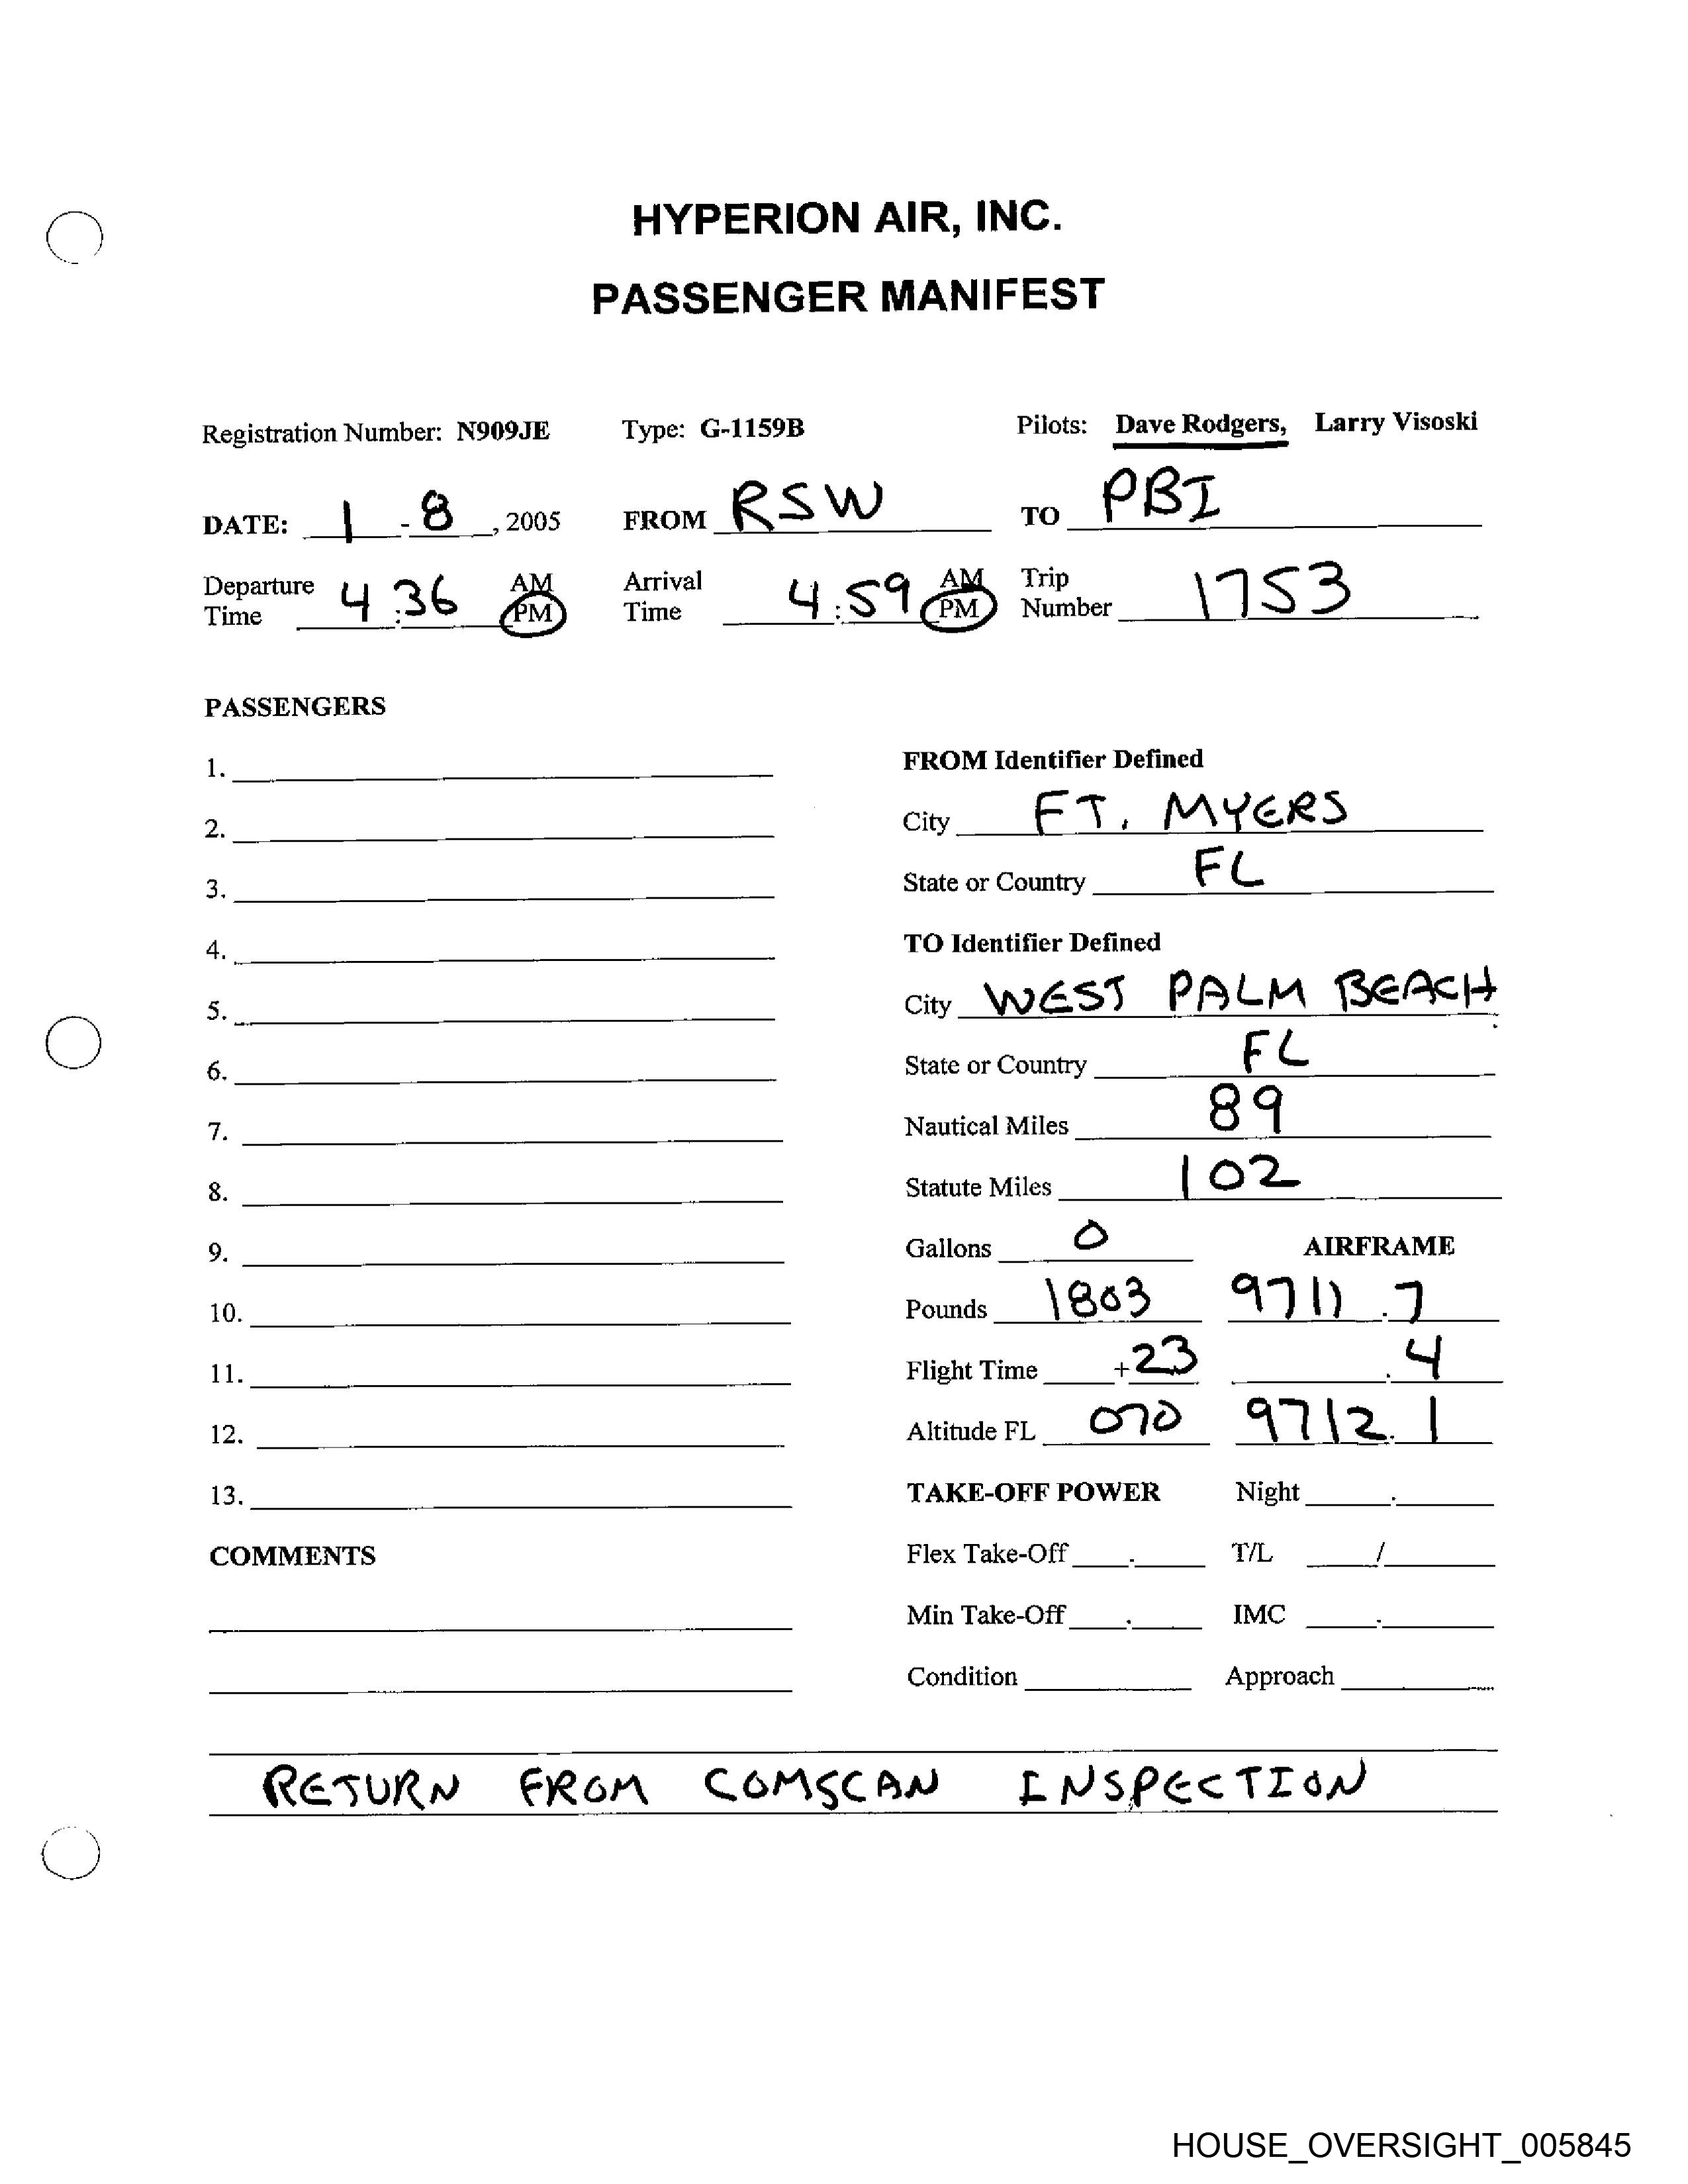 HYPERION AIR, INC.
PASSENGER MANIFEST
Registration Number: N909JE Type: G-1159B Pilots: Dave Rodgers, Larry Visoski
DATE: 1 - 8, 2005 FROM RSW TO PBI
Departure Time 4:36 AM PM Arrival Time 4:59 AM PM Trip Number 1753
PASSENGERS
1.
2.
3.
4.
5.
6.
7.
8.
9.
10.
11.
12.
13.
COMMENTS
FROM Identifier Defined
City FT. MYERS
State or Country FL
TO Identifier Defined
City WEST PALM BEACH
State or Country FL
Nautical Miles 89
Statute Miles 102
Gallons 0 AIRFRAME
Pounds 1803 9711.7
Flight Time +23 .4
Altitude FL 070 9712.1
TAKE-OFF POWER Night .
Flex Take-Off . T/L /
Min Take-Off . IMC .
Condition Approach
RETURN FROM COMSCAN INSPECTION
HOUSE_OVERSIGHT_005845